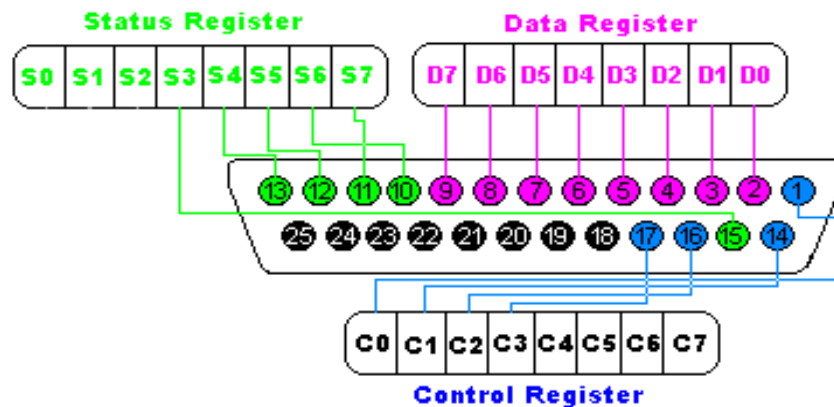 Status Register Data Register
S0 S1 S2 S3 S4 S5 S6 S7 D7 D6 D5 D4 D3 D2 D1 D0
13 12 11 10 9 8 7 6 5 4 3 2 1
25 24 23 22 21 20 19 18 17 16 15 14
C0 C1 C2 C3 C4 C5 C6 C7
Control Register